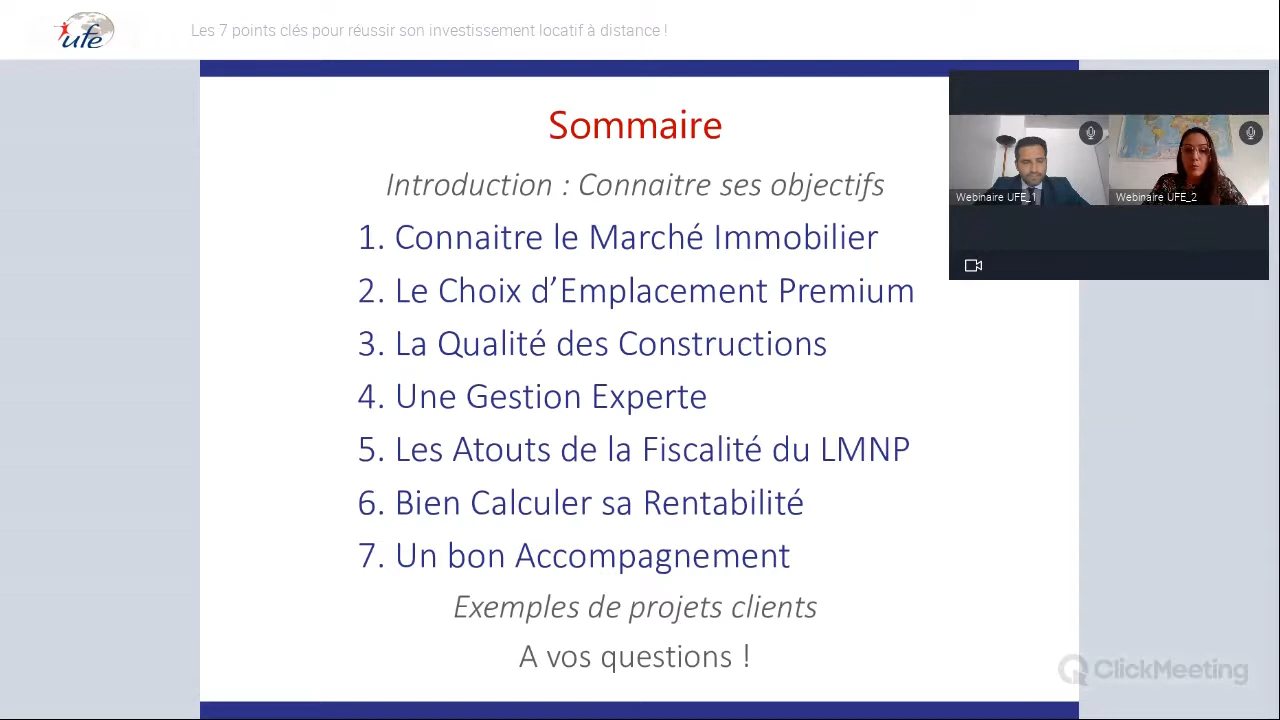 ufe
Les 7 points clés pour réussir son investissement locatif à distance !
Sommaire
Introduction : Connaitre ses objectifs
1. Connaitre le Marché Immobilier
2. Le Choix d’Emplacement Premium
3. La Qualité des Constructions
4. Une Gestion Experte
5. Les Atouts de la Fiscalité du LMNP
6. Bien Calculer sa Rentabilité
7. Un bon Accompagnement
Exemples de projets clients
A vos questions !
Webinaire UFE_1
Webinaire UFE_2
ClickMeeting